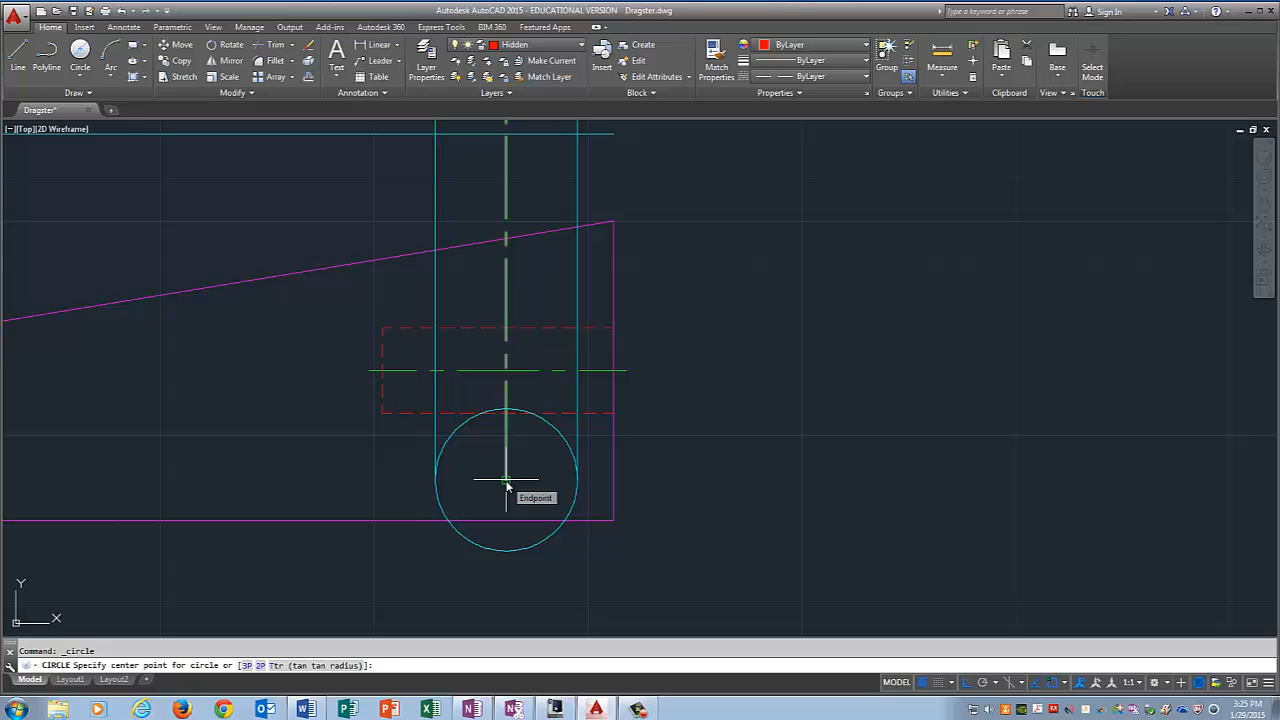 Autodesk AutoCAD 2015 - EDUCATIONAL VERSION Dragster.dwg
Type a keyword or phrase
Sign In
Home Insert Annotate Parametric View Manage Output Add-ins Autodesk 360 Express Tools BIM 360 Featured Apps
Line Polyline Circle Arc
Move Rotate Trim
Copy Mirror Fillet
Stretch Scale Array
Text
Linear
Leader
Table
Layer Properties
Hidden
Make Current
Match Layer
Insert
Create
Edit
Edit Attributes
Match Properties
ByLayer
ByLayer
ByLayer
Group Measure Paste Base Select Mode
Draw Modify Annotation Layers Block Properties Groups Utilities Clipboard View Touch
Dragster*
[−][Top][2D Wireframe]
Endpoint
Y
X
Command: _circle
CIRCLE Specify center point for circle or [3P 2P Ttr (tan tan radius)]:
Model Layout1 Layout2
MODEL
1:1
3:25 PM
1/29/2015